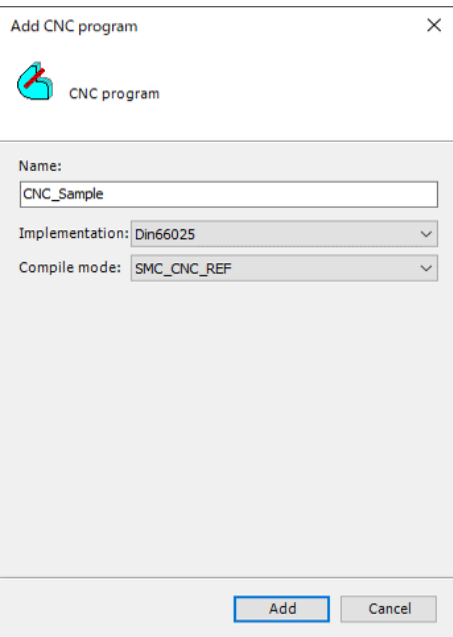 Add CNC program
CNC program
Name:
CNC_Sample
Implementation: Din66025
Compile mode: SMC_CNC_REF
Add Cancel